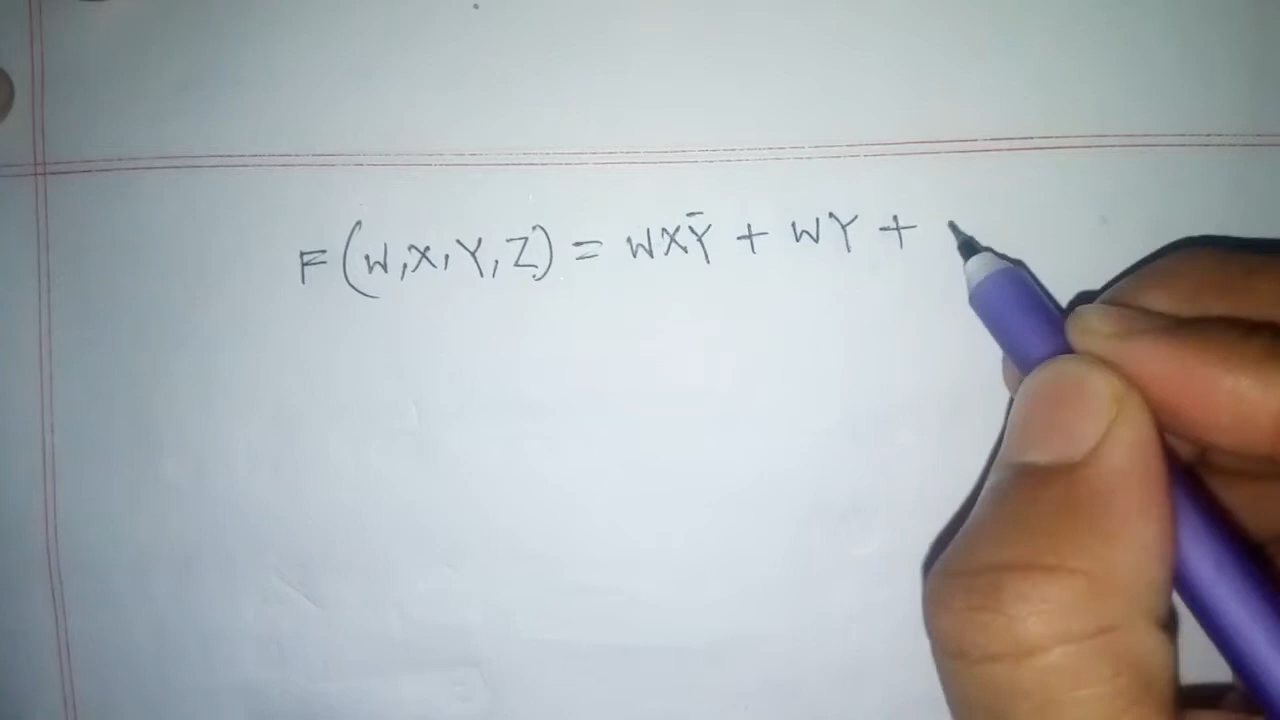 F(W,X,Y,Z) = WXȲ + WY +